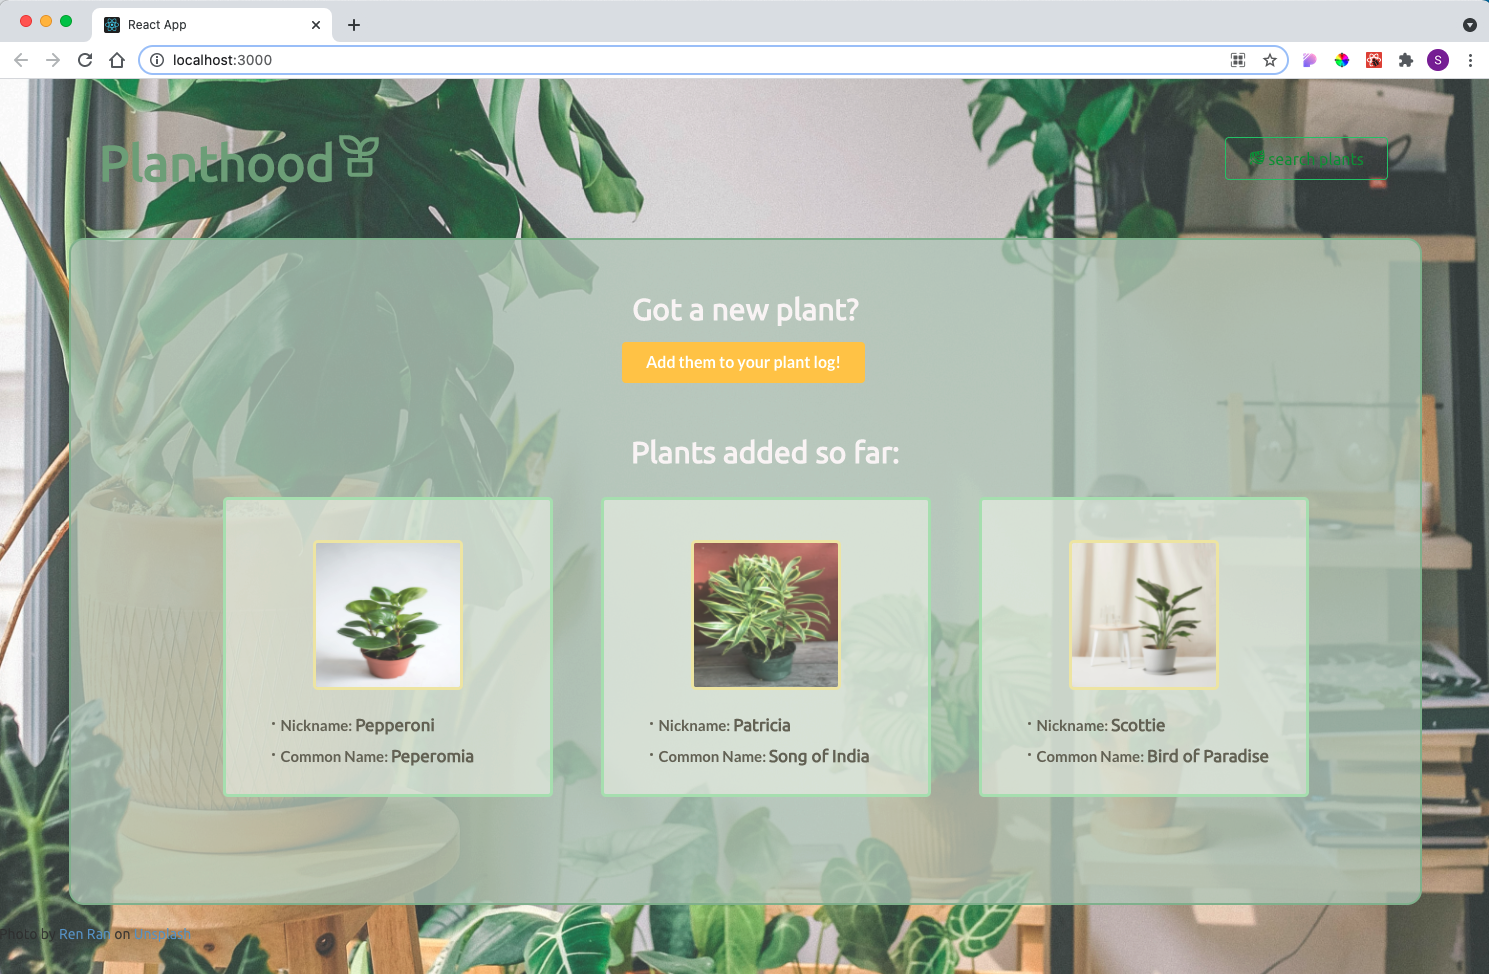 React App
localhost:3000
S
Planthood
search plants
Got a new plant?
Add them to your plant log!
Plants added so far:
· Nickname: Pepperoni
· Common Name: Peperomia
· Nickname: Patricia
· Common Name: Song of India
· Nickname: Scottie
· Common Name: Bird of Paradise
Photo by Ren Ran on Unsplash